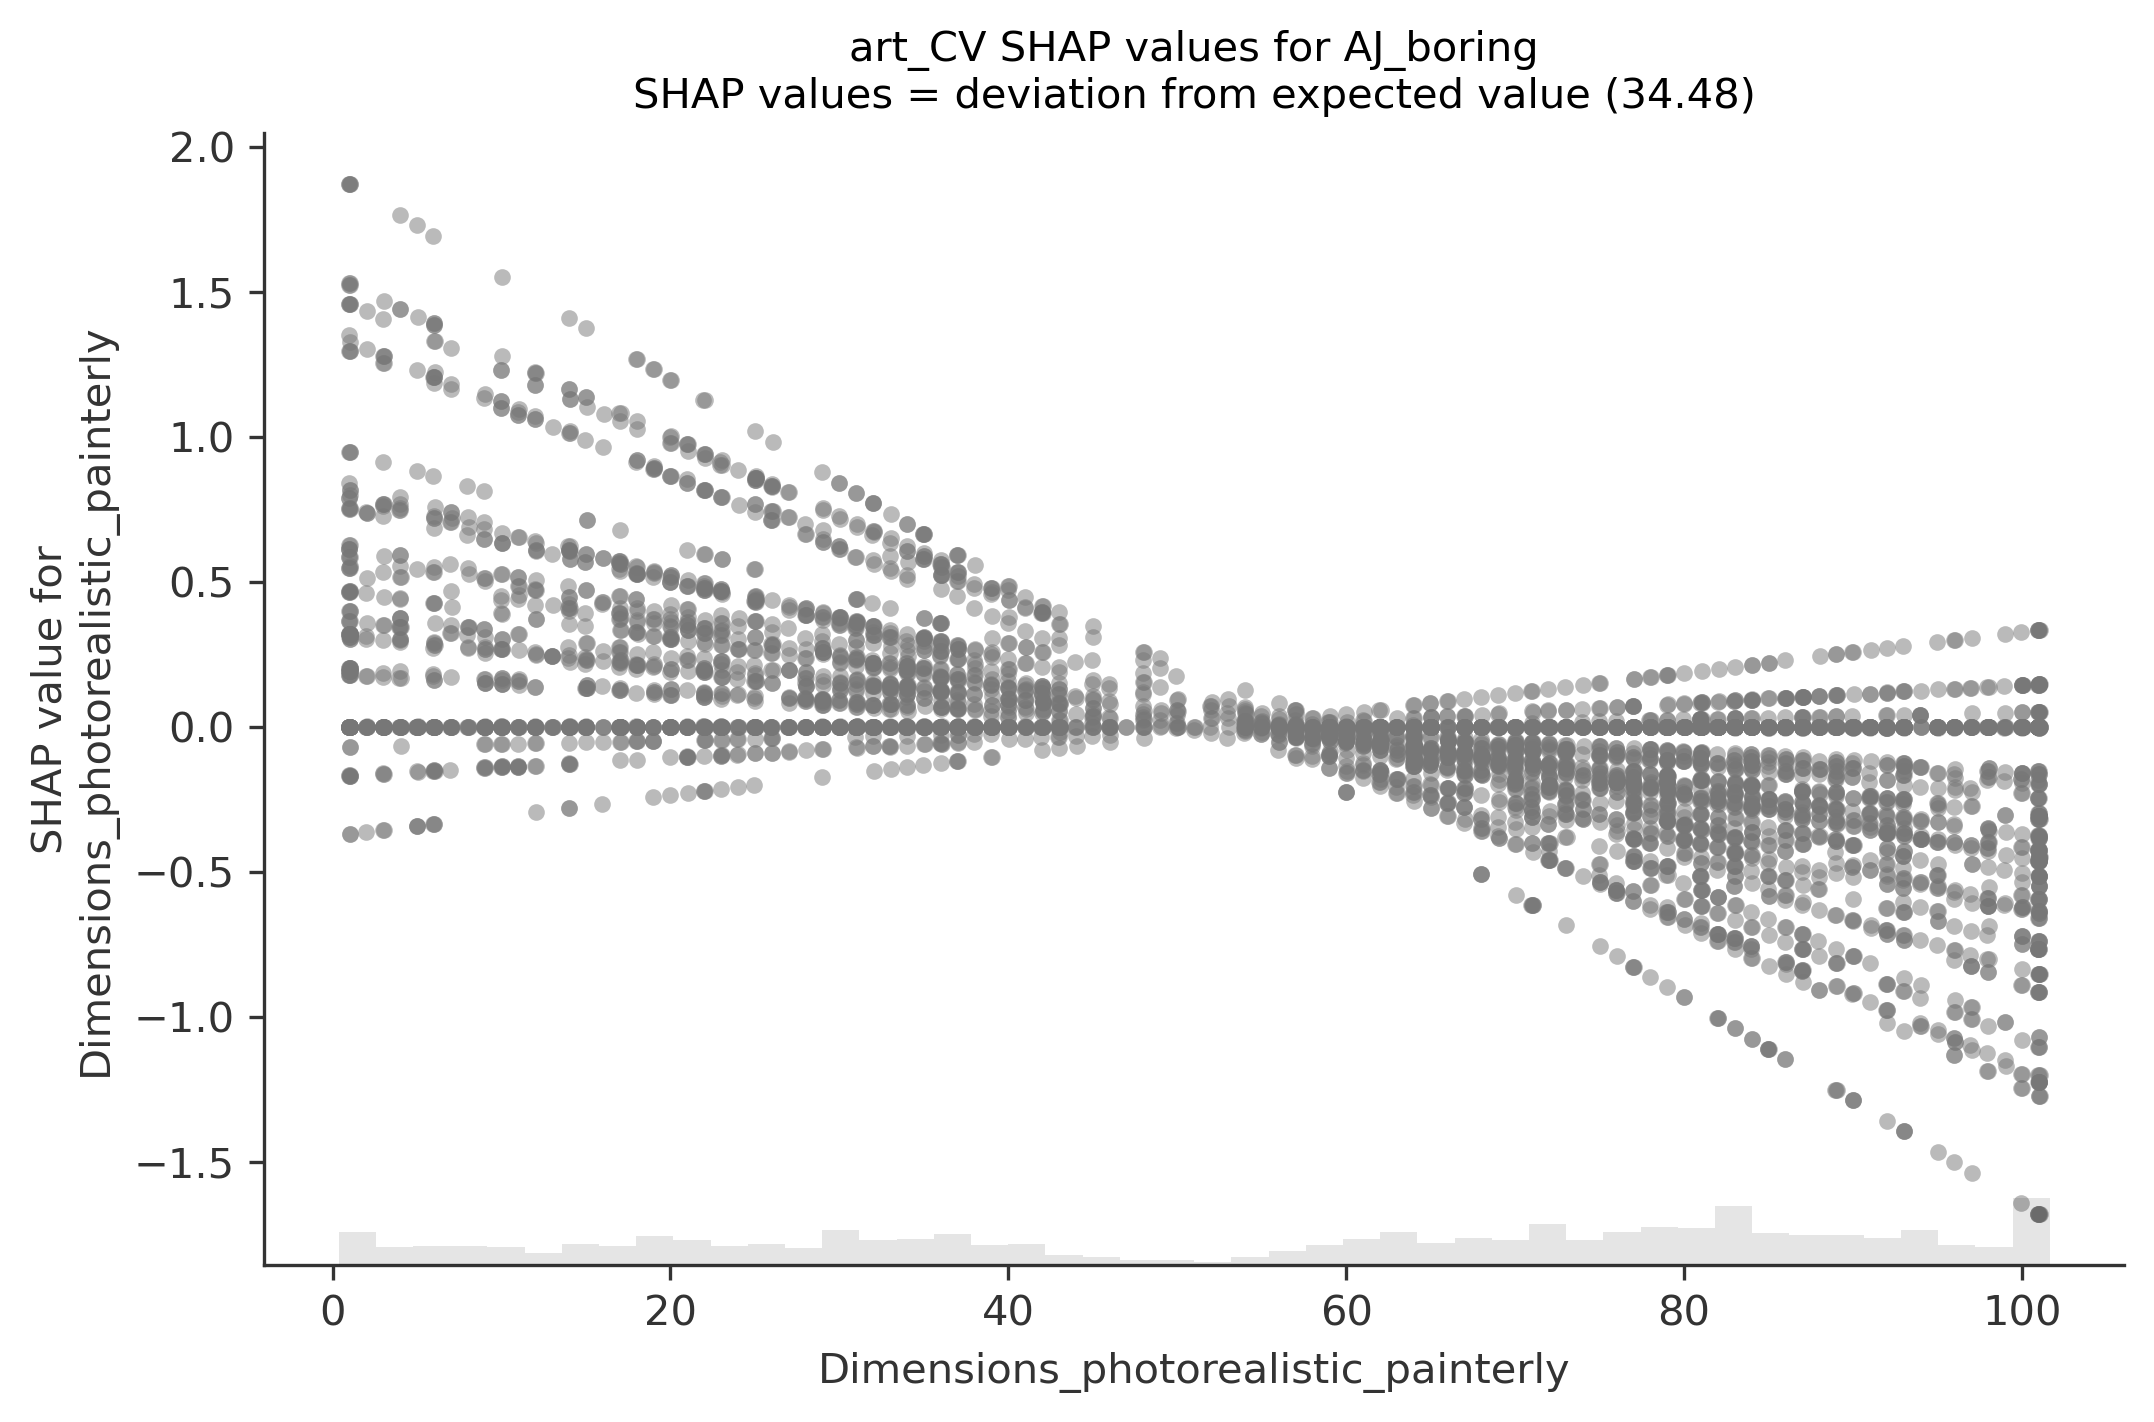 art_CV SHAP values for AJ_boring
SHAP values = deviation from expected value (34.48)
SHAP value for
Dimensions_photorealistic_painterly
2.0
1.5
1.0
0.5
0.0
−0.5
−1.0
−1.5
0 20 40 60 80 100
Dimensions_photorealistic_painterly